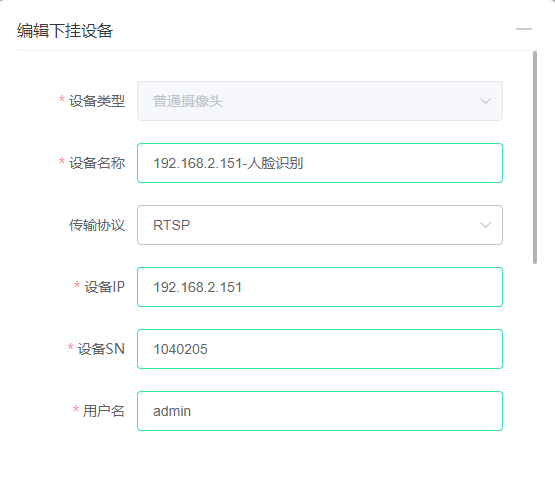 编辑下挂设备
* 设备类型 普通摄像头
* 设备名称 192.168.2.151-人脸识别
传输协议 RTSP
* 设备IP 192.168.2.151
* 设备SN 1040205
* 用户名 admin